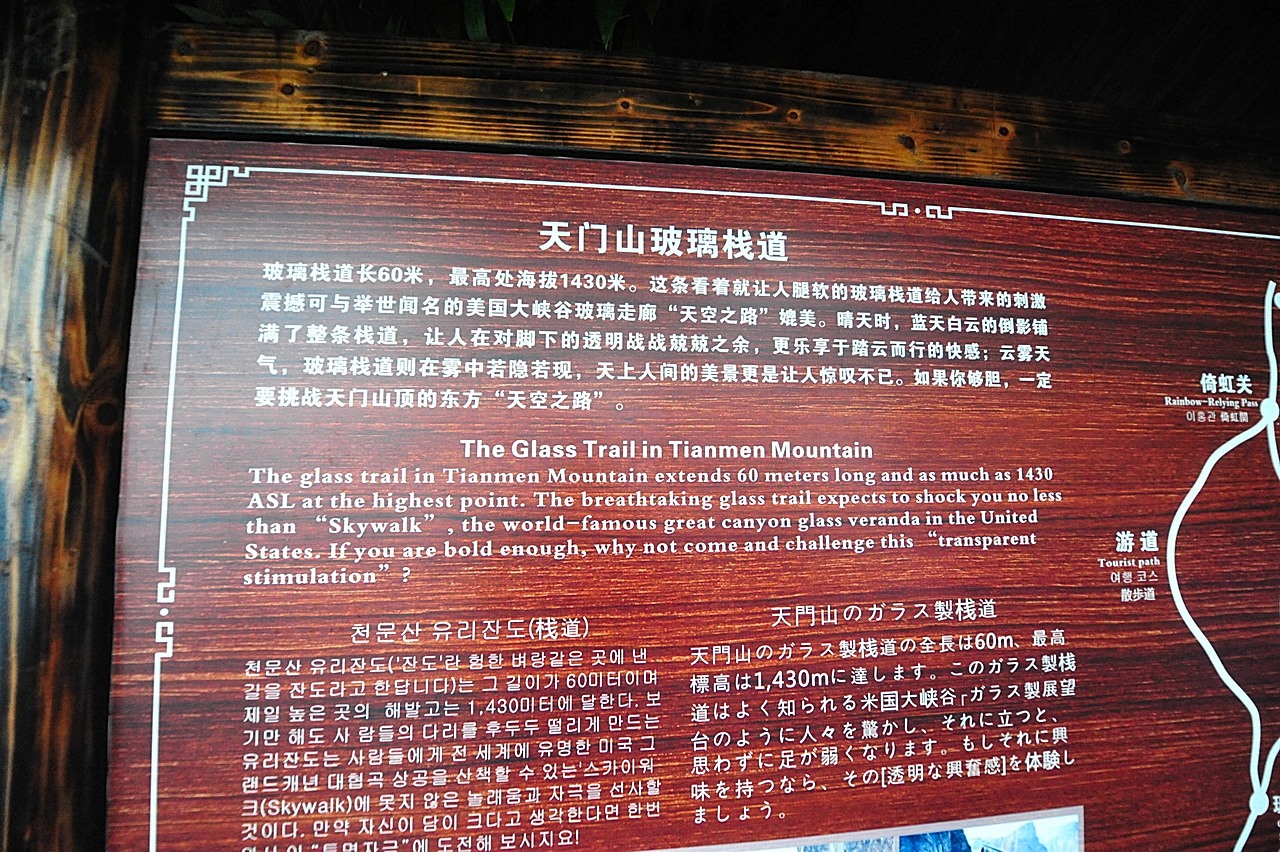 天门山玻璃栈道
玻璃栈道长60米，最高处海拔1430米。这条看着就让人腿软的玻璃栈道给人带来的刺激
震撼可与举世闻名的美国大峡谷玻璃走廊“天空之路”媲美。晴天时，蓝天白云的倒影铺
满了整条栈道，让人在对脚下的透明战战兢兢之余，更乐享于踏云而行的快感；云雾天
气，玻璃栈道则在雾中若隐若现，天上人间的美景更是让人惊叹不已。如果你够胆，一定
要挑战天门山顶的东方“天空之路”。
The Glass Trail in Tianmen Mountain
The glass trail in Tianmen Mountain extends 60 meters long and as much as 1430
ASL at the highest point. The breathtaking glass trail expects to shock you no less
than “Skywalk”, the world-famous great canyon glass veranda in the United
States. If you are bold enough, why not come and challenge this “transparent
stimulation”?
천문산 유리잔도(栈道)
천문산 유리잔도('잔도'란 험한 벼랑같은 곳에 낸
길을 잔도라고 한답니다)는 그 길이가 60미터이며
제일 높은 곳의 해발고는 1,430미터에 달한다. 보
기만 해도 사람들의 다리를 후두두 떨리게 만드는
유리잔도는 사람들에게 전 세계에 유명한 미국 그
랜드캐년 대협곡 상공을 산책할 수 있는'스카이워
크(Skywalk)에 못지 않은 놀래움과 자극을 선사할
것이다. 만약 자신이 담이 크다고 생각한다면 한번
이 “투명자극”에 도전해 보시지요!
天門山のガラス製栈道
天門山のガラス製栈道の全長は60m、最高
標高は1,430mに達します。このガラス製栈
道はよく知られる米国大峡谷「ガラス製展望
台のように人々を驚かし、それに立つと、
思わずに足が弱くなります。もしそれに興
味を持つなら、その[透明な興奮感]を体験し
ましょう。
倚虹关
Rainbow-Relying Pass
이홍관 倚虹關
游道
Tourist path
여행 코스
散歩道